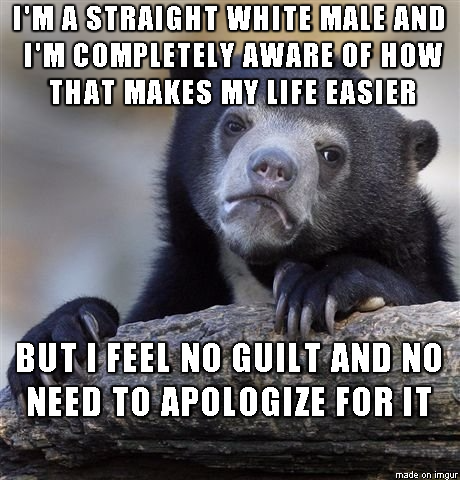 I'M A STRAIGHT WHITE MALE AND
I'M COMPLETELY AWARE OF HOW
THAT MAKES MY LIFE EASIER
BUT I FEEL NO GUILT AND NO
NEED TO APOLOGIZE FOR IT
made on imgur